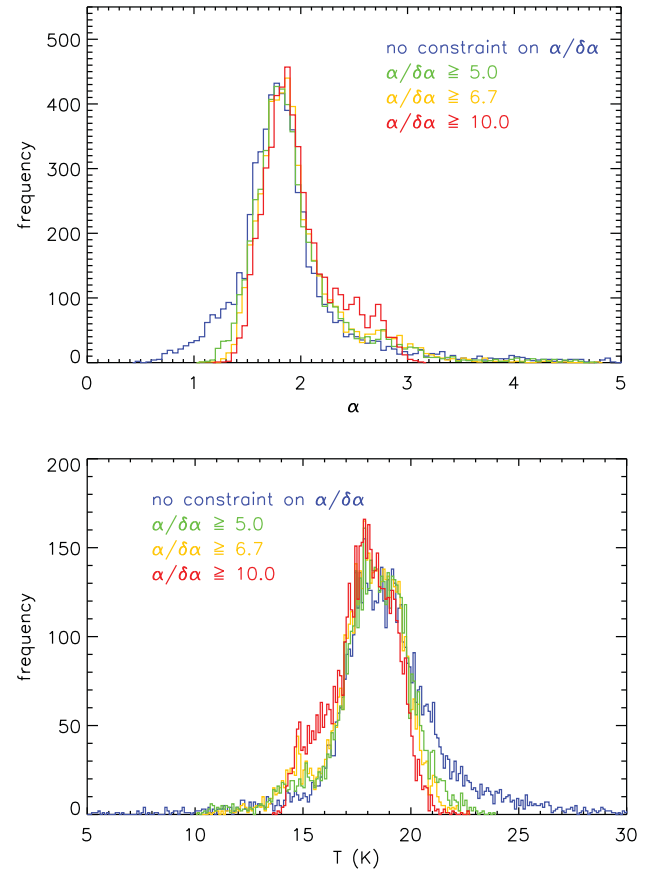 500
400
300
200
100
0
frequency
no constraint on α/δα
α/δα ≧ 5.0
α/δα ≧ 6.7
α/δα ≧ 10.0
0 1 2 3 4 5
α
200
150
100
50
0
frequency
no constraint on α/δα
α/δα ≧ 5.0
α/δα ≧ 6.7
α/δα ≧ 10.0
5 10 15 20 25 30
T (K)